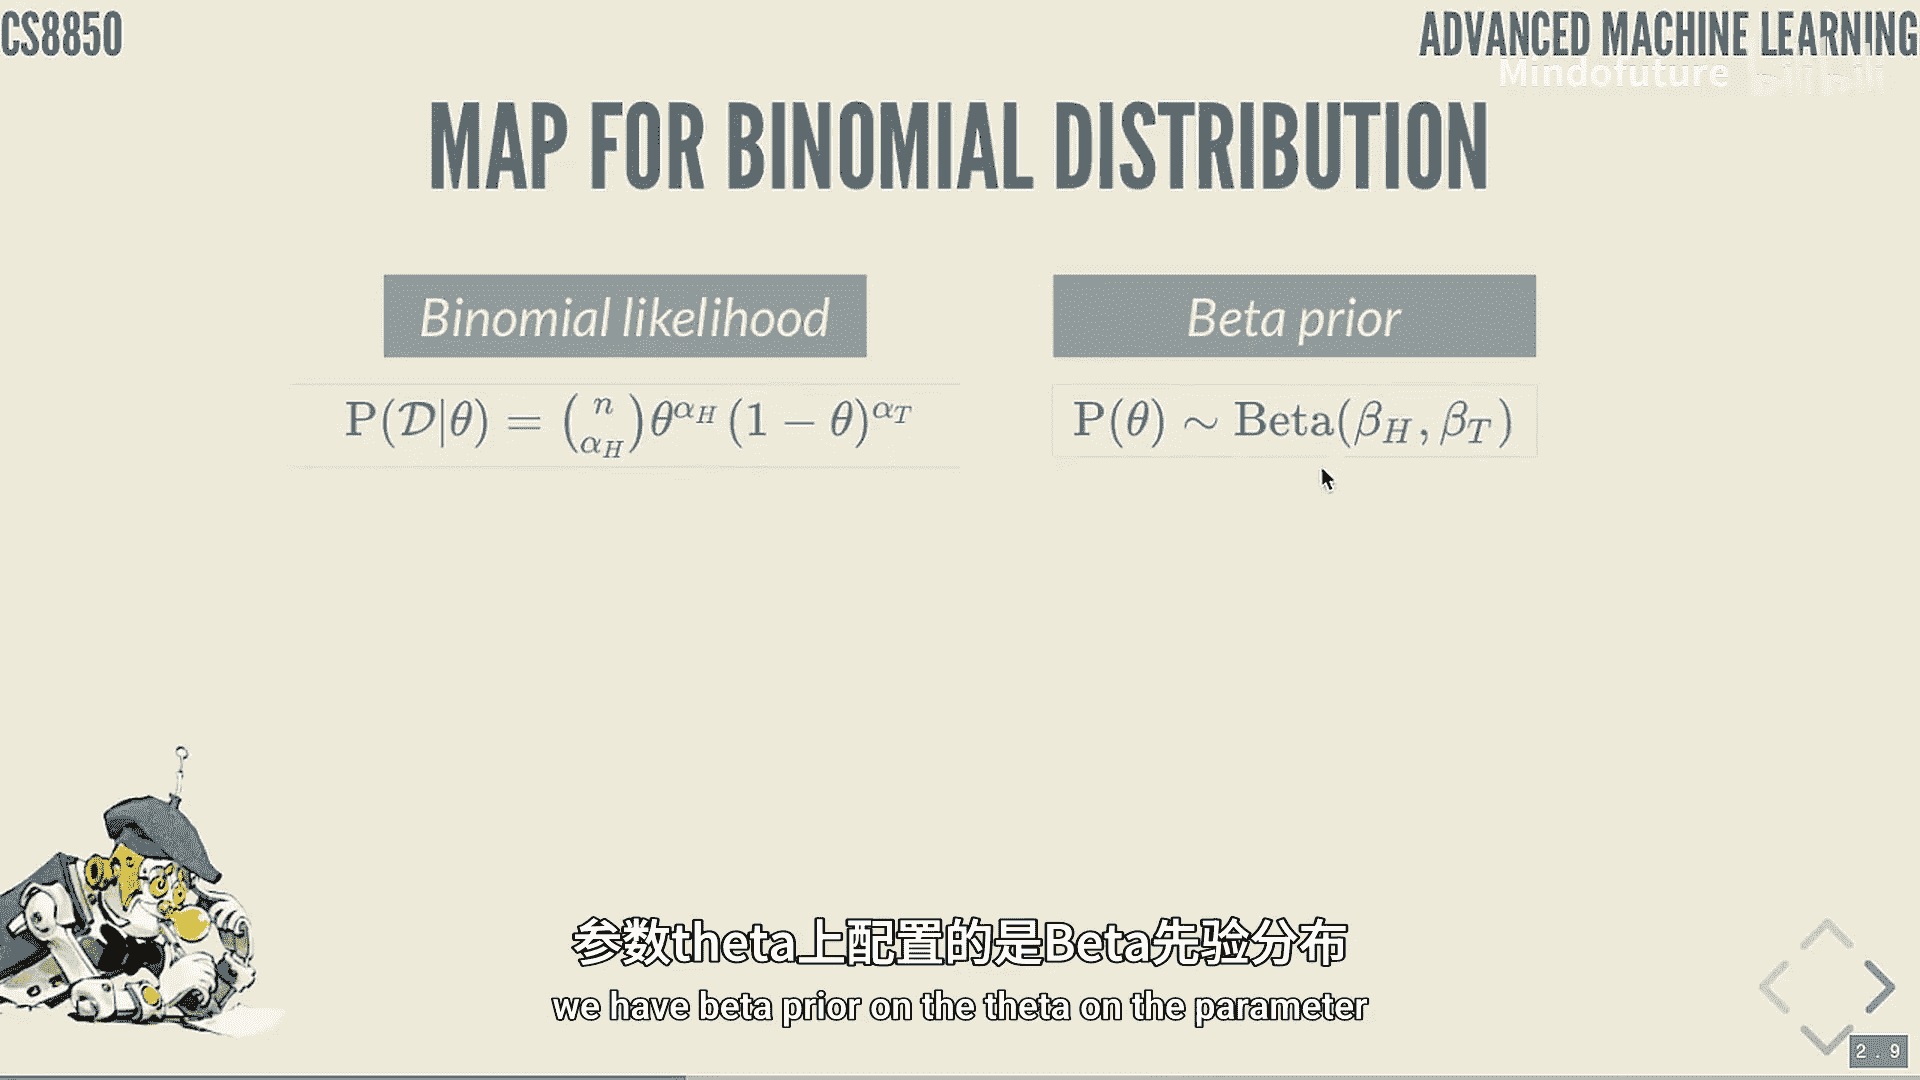 CS8850
ADVANCED MACHINE LEARNING
Mindofuture bilibili
MAP FOR BINOMIAL DISTRIBUTION
Binomial likelihood
Beta prior
P(𝒟|θ) = (n α_H) θ^{α_H} (1 − θ)^{α_T}
P(θ) ∼ Beta(β_H, β_T)
参数theta上配置的是Beta先验分布
we have beta prior on the theta on the parameter
2.9